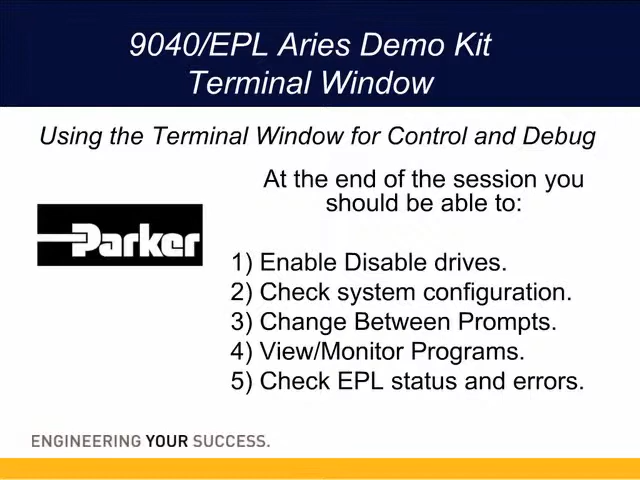 9040/EPL Aries Demo Kit
Terminal Window
Using the Terminal Window for Control and Debug
At the end of the session you
should be able to:
Parker
1) Enable Disable drives.
2) Check system configuration.
3) Change Between Prompts.
4) View/Monitor Programs.
5) Check EPL status and errors.
ENGINEERING YOUR SUCCESS.